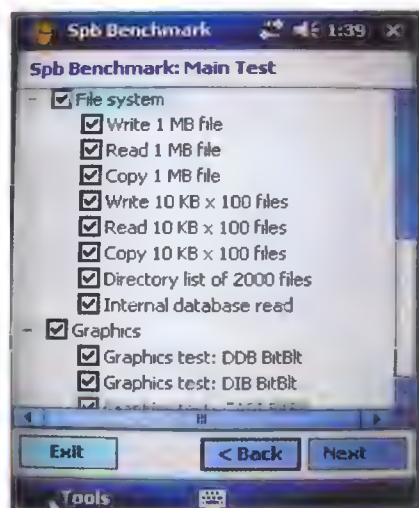 Spb Benchmark 1:39
Spb Benchmark: Main Test
File system
Write 1 MB file
Read 1 MB file
Copy 1 MB file
Write 10 KB x 100 files
Read 10 KB x 100 files
Copy 10 KB x 100 files
Directory list of 2000 files
Internal database read
Graphics
Graphics test: DDB BitBlt
Graphics test: DIB BitBlt
Exit < Back Next
Tools